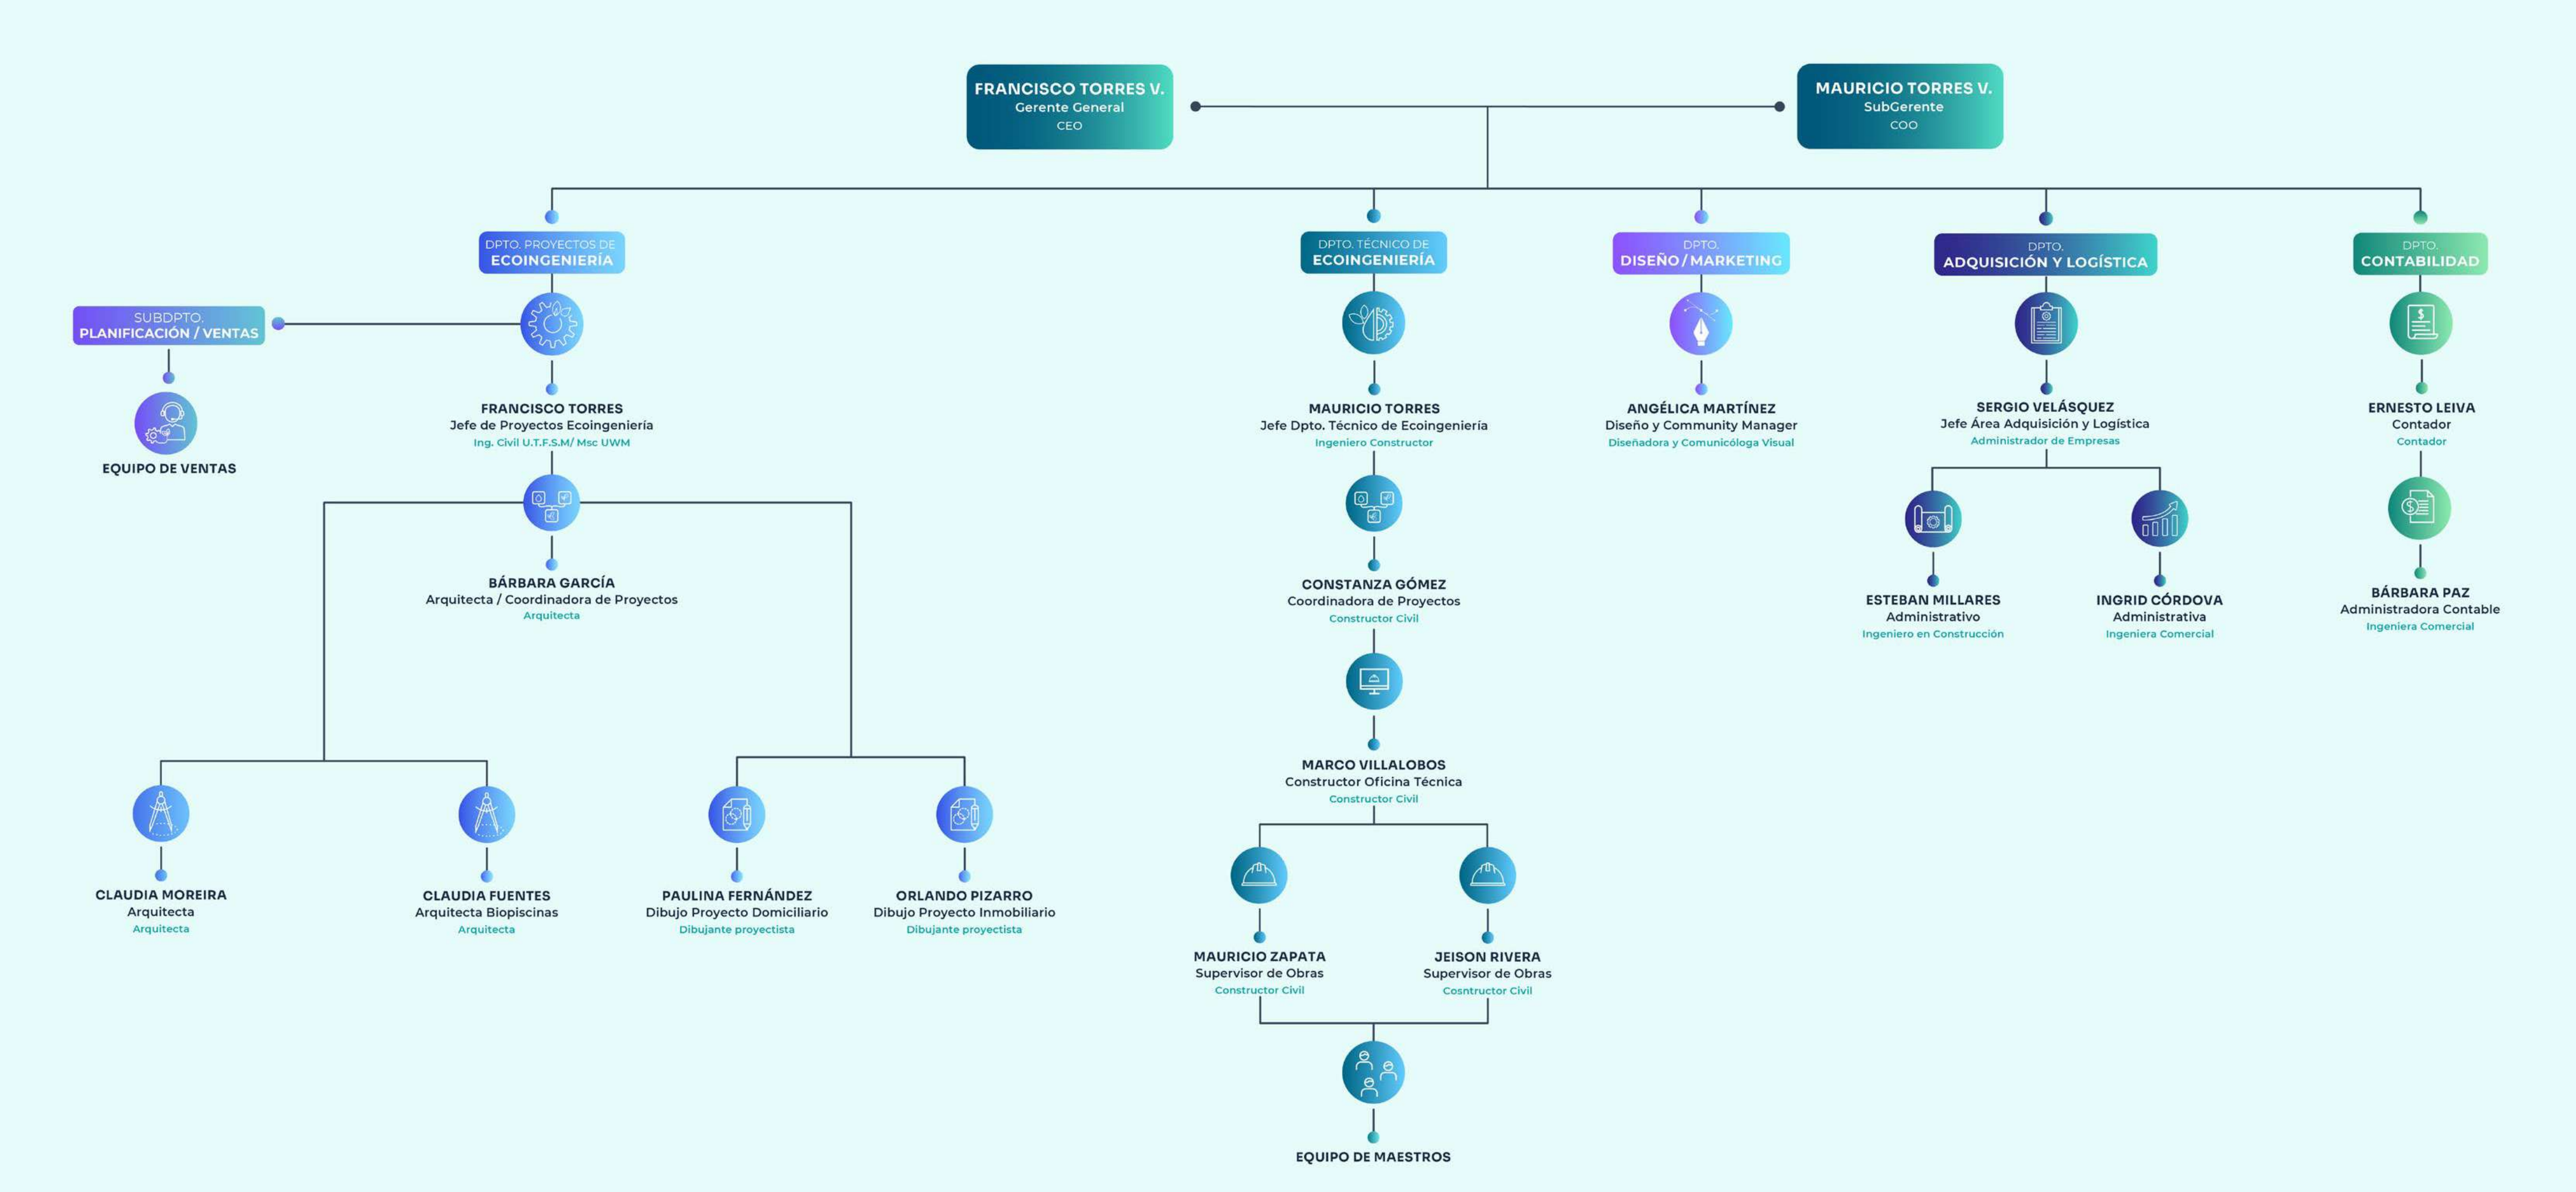 FRANCISCO TORRES V.
Gerente General
CEO
MAURICIO TORRES V.
SubGerente
COO
DPTO. PROYECTOS DE
ECOINGENIERÍA
DPTO. TÉCNICO DE
ECOINGENIERÍA
DPTO.
DISEÑO / MARKETING
DPTO.
ADQUISICIÓN Y LOGÍSTICA
DPTO.
CONTABILIDAD
SUBDPTO.
PLANIFICACIÓN / VENTAS
EQUIPO DE VENTAS
FRANCISCO TORRES
Jefe de Proyectos Ecoingeniería
Ing. Civil U.T.F.S.M/ Msc UWM
MAURICIO TORRES
Jefe Dpto. Técnico de Ecoingeniería
Ingeniero Constructor
ANGÉLICA MARTÍNEZ
Diseño y Community Manager
Diseñadora y Comunicóloga Visual
SERGIO VELÁSQUEZ
Jefe Área Adquisición y Logística
Administrador de Empresas
ERNESTO LEIVA
Contador
Contador
BÁRBARA GARCÍA
Arquitecta / Coordinadora de Proyectos
Arquitecta
CONSTANZA GÓMEZ
Coordinadora de Proyectos
Constructor Civil
ESTEBAN MILLARES
Administrativo
Ingeniero en Construcción
INGRID CÓRDOVA
Administrativa
Ingeniera Comercial
BÁRBARA PAZ
Administradora Contable
Ingeniera Comercial
MARCO VILLALOBOS
Constructor Oficina Técnica
Constructor Civil
CLAUDIA MOREIRA
Arquitecta
Arquitecta
CLAUDIA FUENTES
Arquitecta Biopiscinas
Arquitecta
PAULINA FERNÁNDEZ
Dibujo Proyecto Domiciliario
Dibujante proyectista
ORLANDO PIZARRO
Dibujo Proyecto Inmobiliario
Dibujante proyectista
MAURICIO ZAPATA
Supervisor de Obras
Constructor Civil
JEISON RIVERA
Supervisor de Obras
Cosntructor Civil
EQUIPO DE MAESTROS